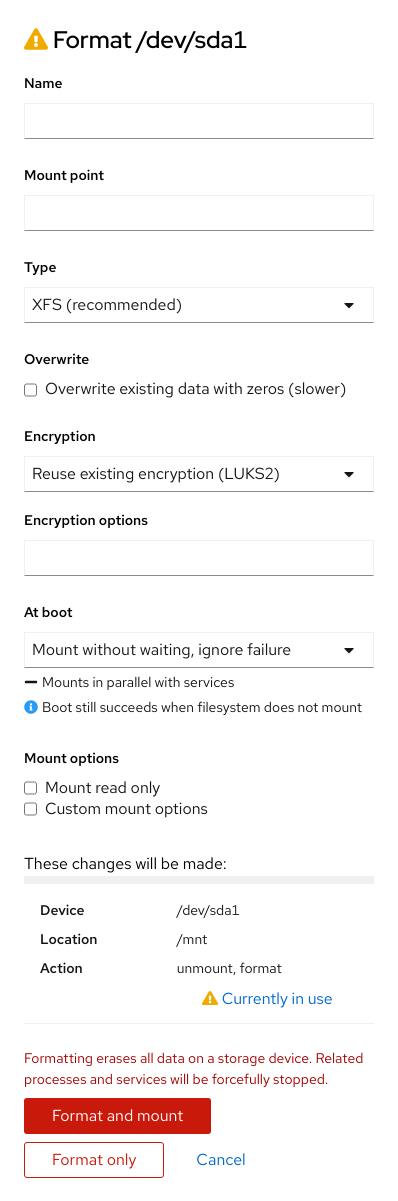 Format /dev/sda1
Name
Mount point
Type
XFS (recommended)
Overwrite
Overwrite existing data with zeros (slower)
Encryption
Reuse existing encryption (LUKS2)
Encryption options
At boot
Mount without waiting, ignore failure
Mounts in parallel with services
Boot still succeeds when filesystem does not mount
Mount options
Mount read only
Custom mount options
These changes will be made:
Device /dev/sda1
Location /mnt
Action unmount, format
Currently in use
Formatting erases all data on a storage device. Related
processes and services will be forcefully stopped.
Format and mount
Format only Cancel